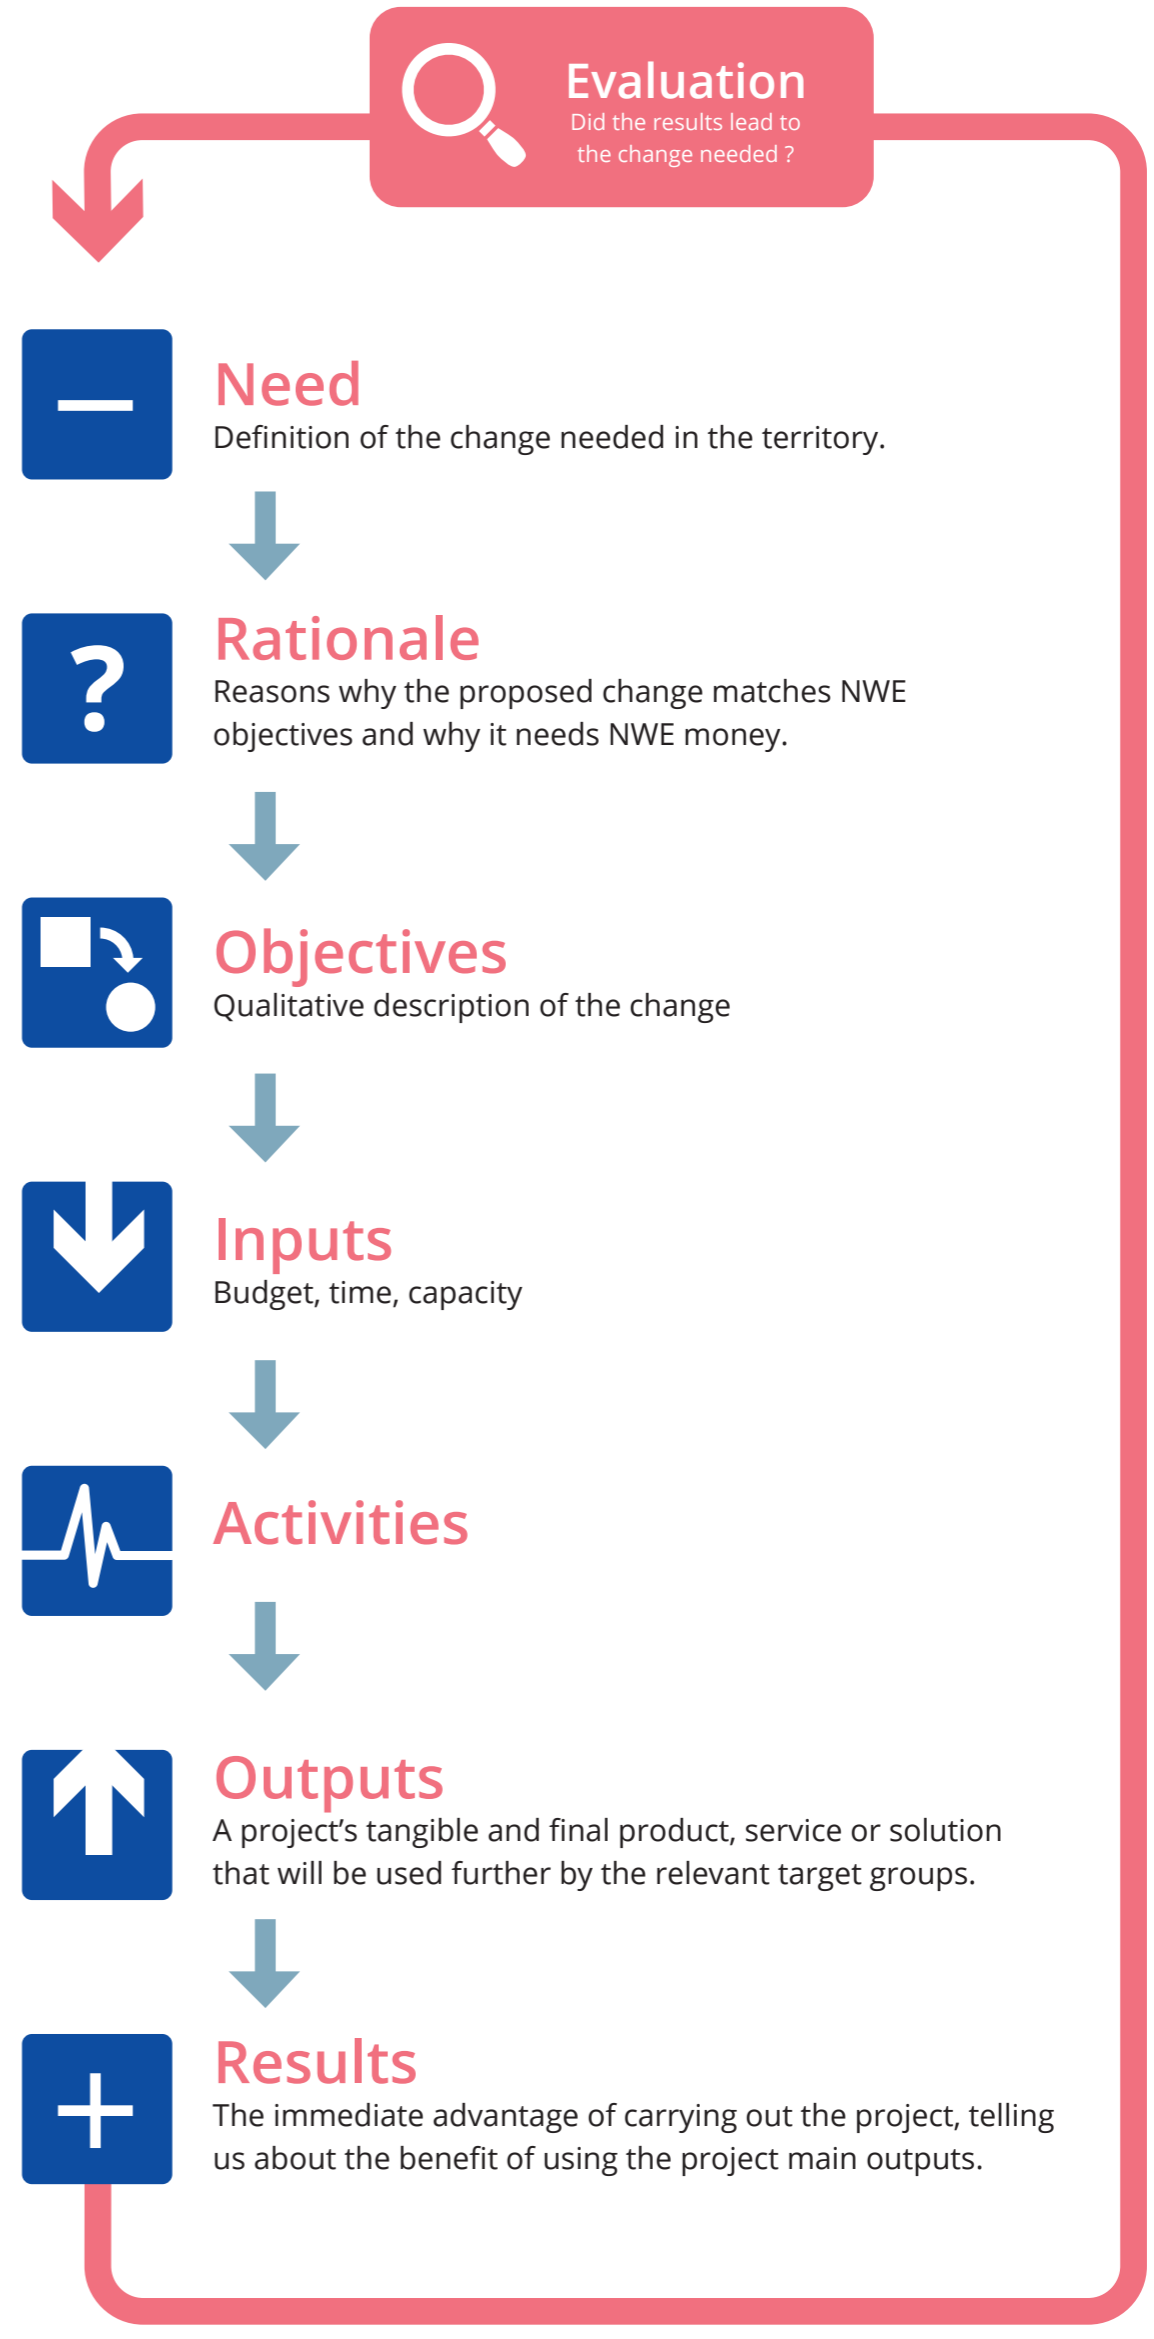 Evaluation
Did the results lead to
the change needed ?
Need
Definition of the change needed in the territory.
?
Rationale
Reasons why the proposed change matches NWE
objectives and why it needs NWE money.
Objectives
Qualitative description of the change
Inputs
Budget, time, capacity
Activities
Outputs
A project’s tangible and final product, service or solution
that will be used further by the relevant target groups.
Results
The immediate advantage of carrying out the project, telling
us about the benefit of using the project main outputs.